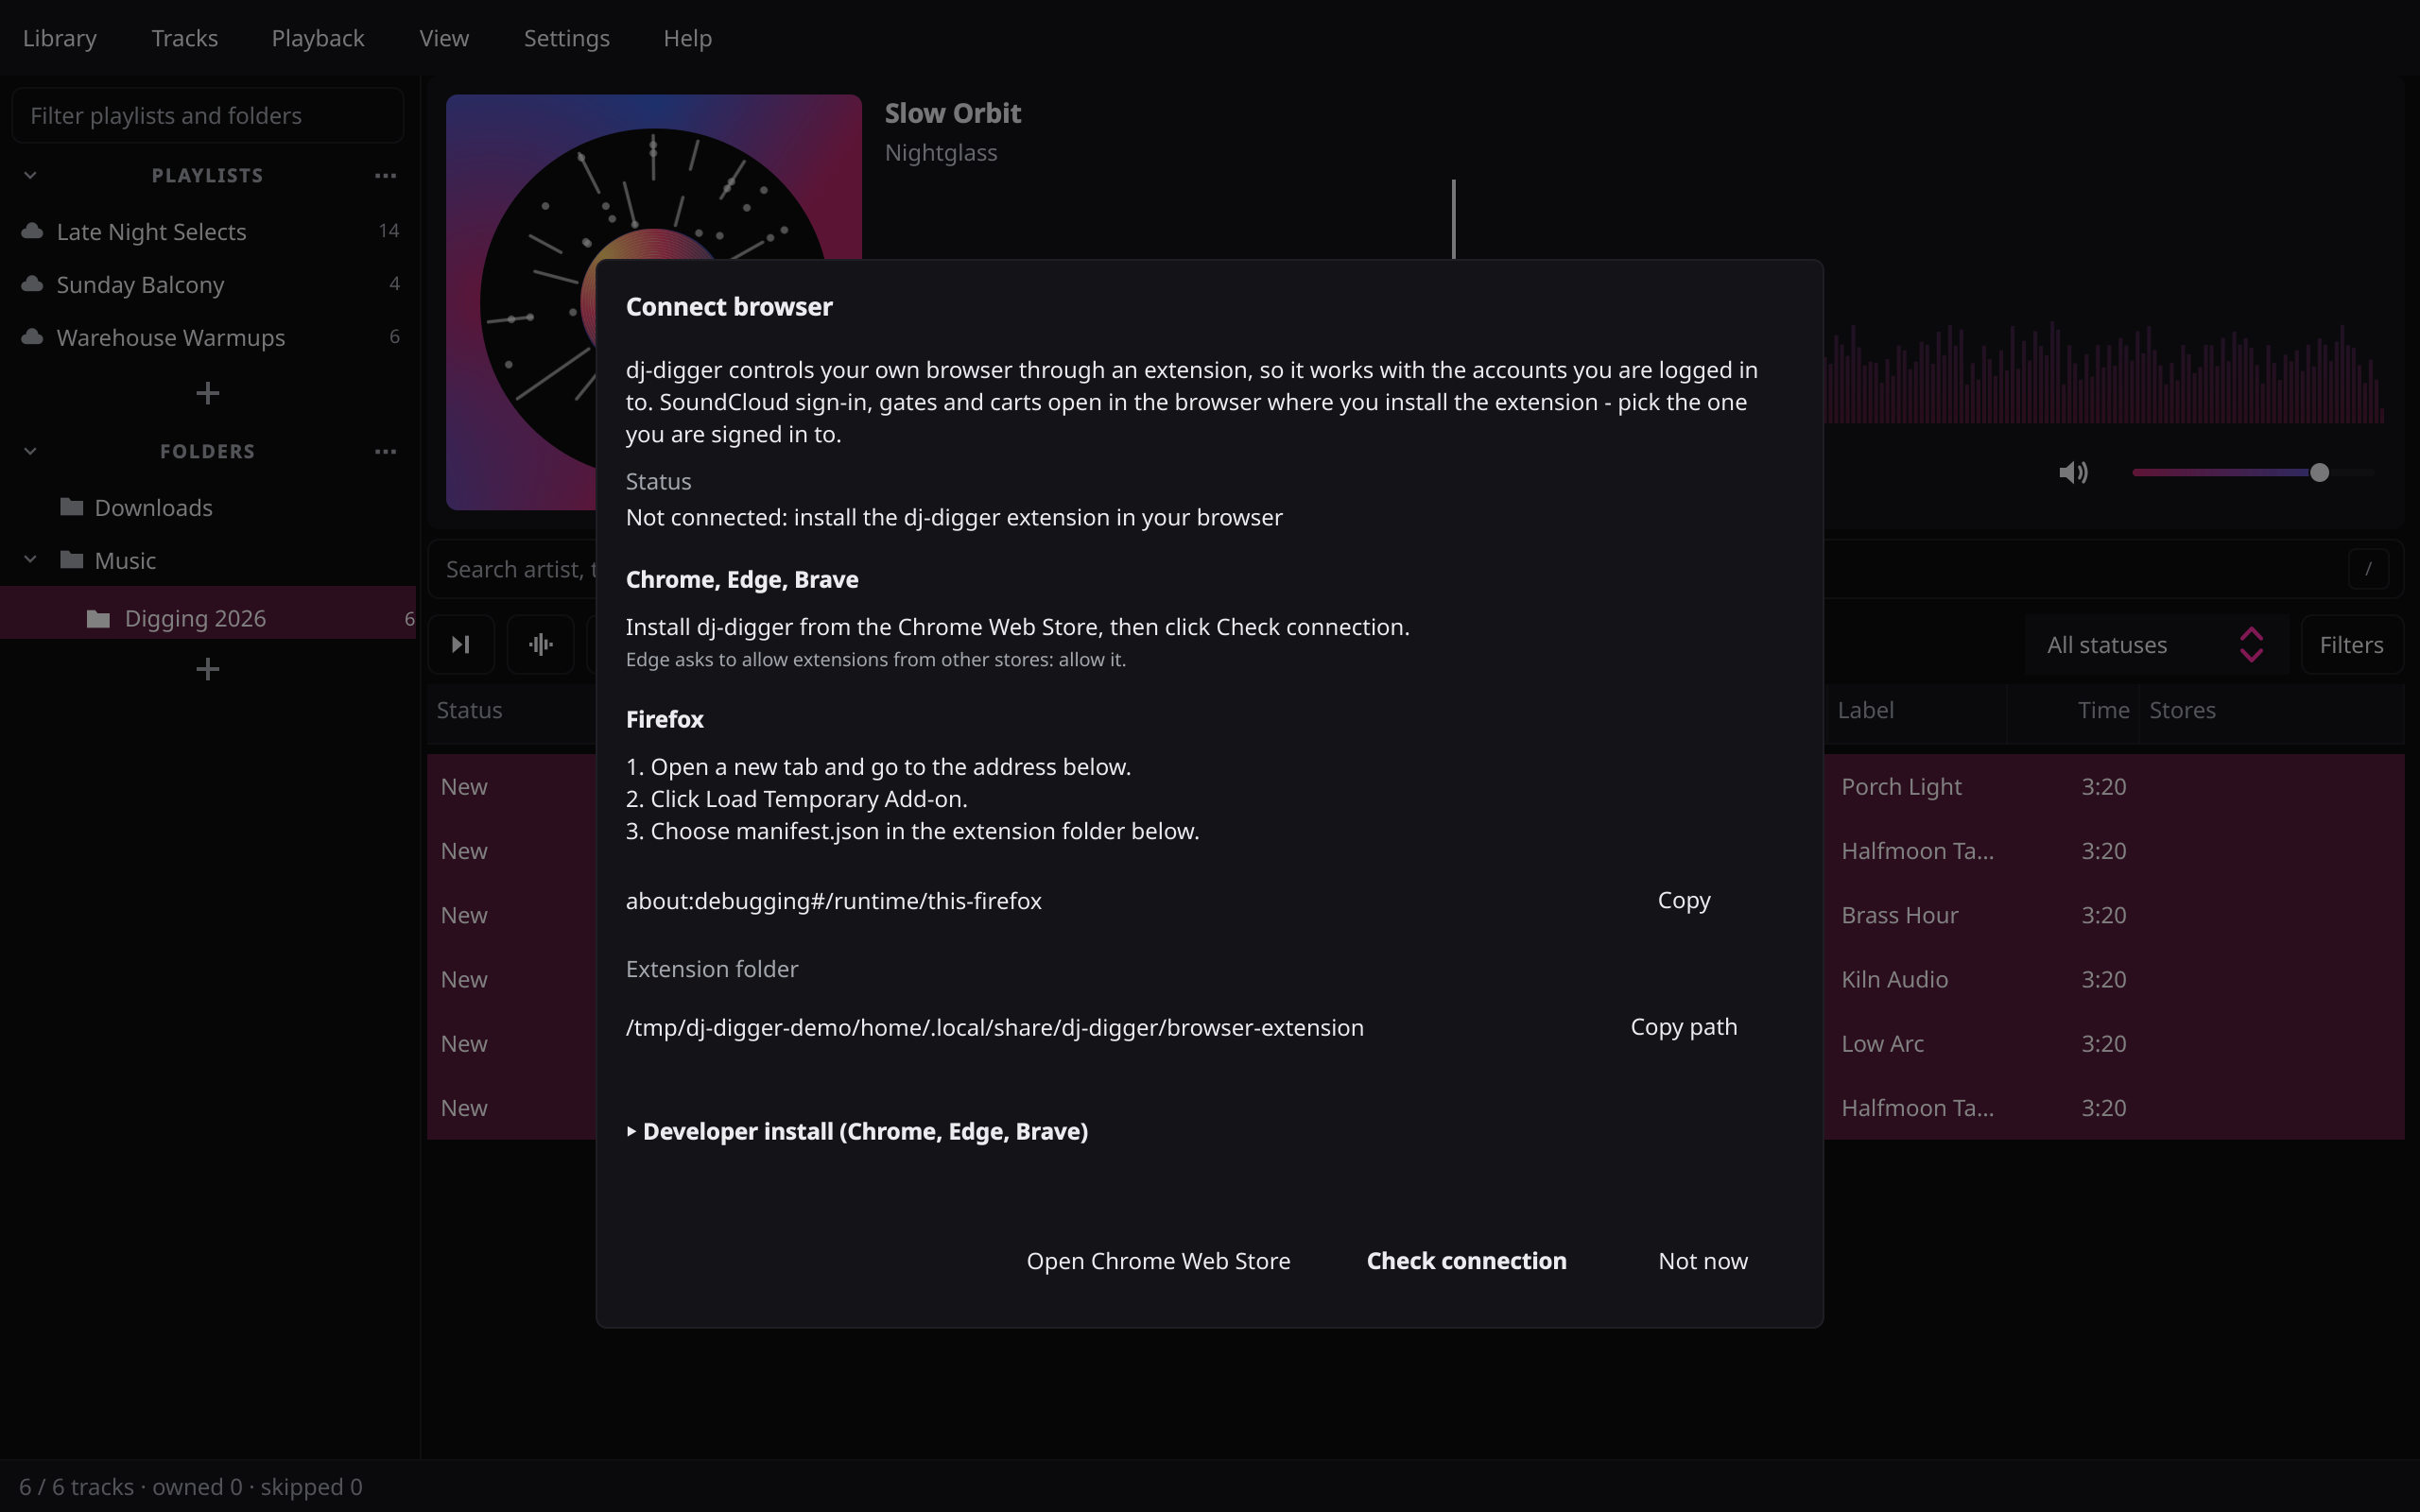 Library Tracks Playback View Settings Help
Filter playlists and folders
PLAYLISTS
Late Night Selects 14
Sunday Balcony 4
Warehouse Warmups 6
FOLDERS
Downloads
Music
Digging 2026 6
Slow Orbit
Nightglass
Search artist, t
/
All statuses
Filters
Status Label Time Stores
New Porch Light 3:20
New Halfmoon Ta... 3:20
New Brass Hour 3:20
New Kiln Audio 3:20
New Low Arc 3:20
New Halfmoon Ta... 3:20
Connect browser
dj-digger controls your own browser through an extension, so it works with the accounts you are logged in
to. SoundCloud sign-in, gates and carts open in the browser where you install the extension - pick the one
you are signed in to.
Status
Not connected: install the dj-digger extension in your browser
Chrome, Edge, Brave
Install dj-digger from the Chrome Web Store, then click Check connection.
Edge asks to allow extensions from other stores: allow it.
Firefox
1. Open a new tab and go to the address below.
2. Click Load Temporary Add-on.
3. Choose manifest.json in the extension folder below.
about:debugging#/runtime/this-firefox Copy
Extension folder
/tmp/dj-digger-demo/home/.local/share/dj-digger/browser-extension Copy path
Developer install (Chrome, Edge, Brave)
Open Chrome Web Store Check connection Not now
6 / 6 tracks · owned 0 · skipped 0